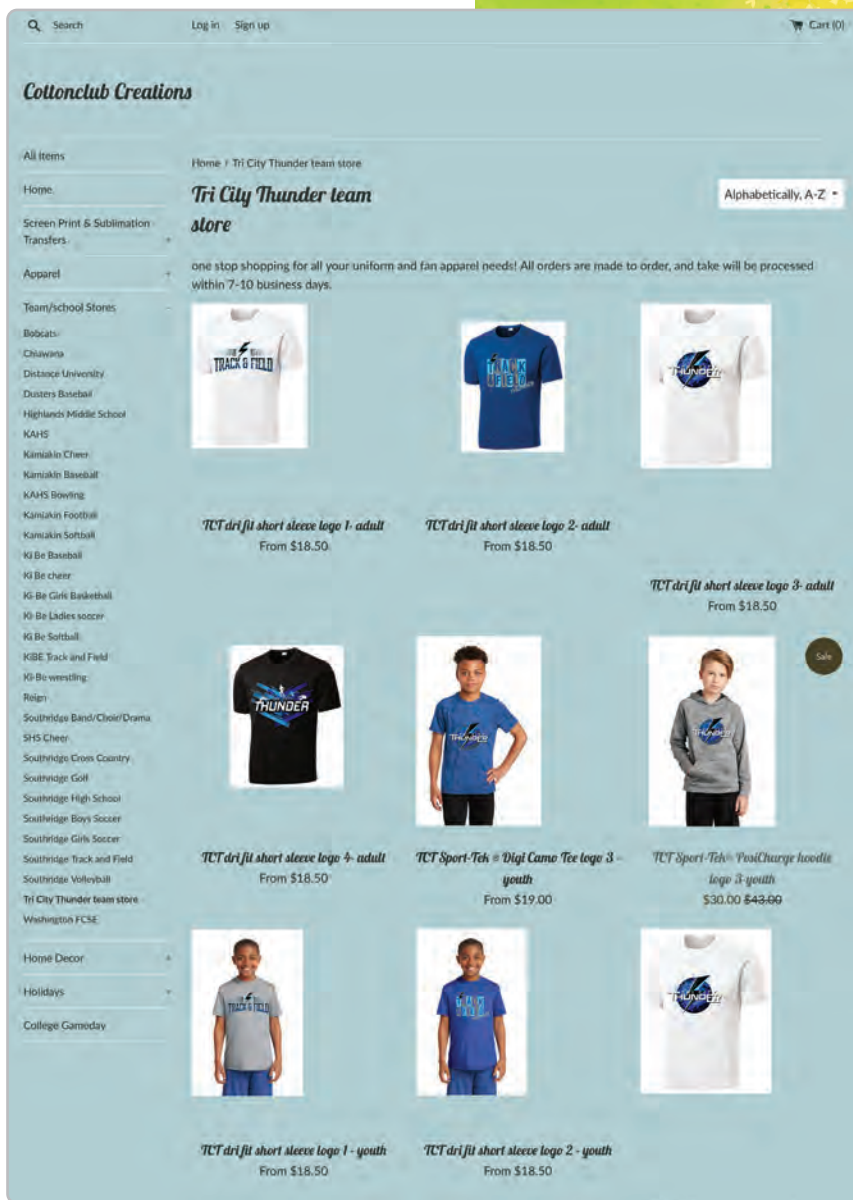 Search
Log in Sign up
Cart (0)
Cottonclub Creations
All items
Home
Screen Print & Sublimation
Transfers +
Apparel +
Team/school Stores -
Bobcats
Chiawana
Distance University
Dusters Baseball
Highlands Middle School
KAHS
Kamiakin Cheer
Kamiakin Baseball
KAHS Bowling
Kamiakin Football
Kamiakin Softball
Ki Be Baseball
Ki Be cheer
Ki-Be Girls Basketball
Ki-Be Ladies soccer
Ki Be Softball
KiBE Track and Field
Ki-Be wrestling
Reign
Southridge Band/Choir/Drama
SHS Cheer
Southridge Cross Country
Southridge Golf
Southridge High School
Southridge Boys Soccer
Southridge Girls Soccer
Southridge Track and Field
Southridge Volleyball
Tri City Thunder team store
Washington FCSE
Home Decor +
Holidays +
College Gameday
Home / Tri City Thunder team store
Tri City Thunder team
store
Alphabetically, A-Z
one stop shopping for all your uniform and fan apparel needs! All orders are made to order, and take will be processed
within 7-10 business days.
TRACK & FIELD
TRACK
FIELD
THUNDER
TCT dri fit short sleeve logo 1- adult
From $18.50
TCT dri fit short sleeve logo 2- adult
From $18.50
TCT dri fit short sleeve logo 3- adult
From $18.50
THUNDER
THUNDER
THUNDER
Sale
TCT dri fit short sleeve logo 4- adult
From $18.50
TCT Sport-Tek ® Digi Camo Tee logo 3 -
youth
From $19.00
TCT Sport-Tek® PosiCharge hoodie
logo 3-youth
$30.00 $43.00
TRACK & FIELD
TRACK
FIELD
THUNDER
TCT dri fit short sleeve logo 1 - youth
From $18.50
TCT dri fit short sleeve logo 2 - youth
From $18.50